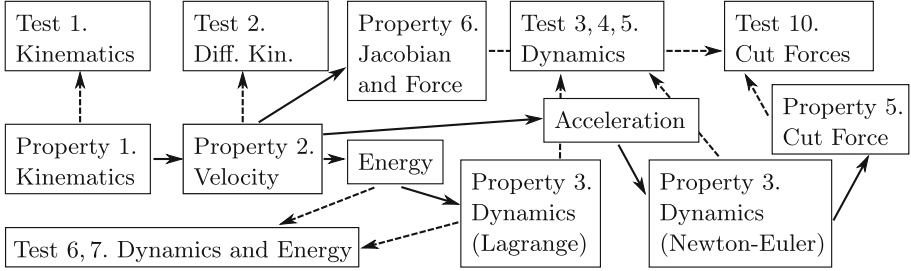 Test 1.
Kinematics
Test 2.
Diff. Kin.
Property 6.
Jacobian
and Force
Test 3, 4, 5.
Dynamics
Test 10.
Cut Forces
Property 1.
Kinematics
Property 2.
Velocity
Energy
Acceleration
Property 5.
Cut Force
Property 3.
Dynamics
(Lagrange)
Property 3.
Dynamics
(Newton-Euler)
Test 6, 7. Dynamics and Energy